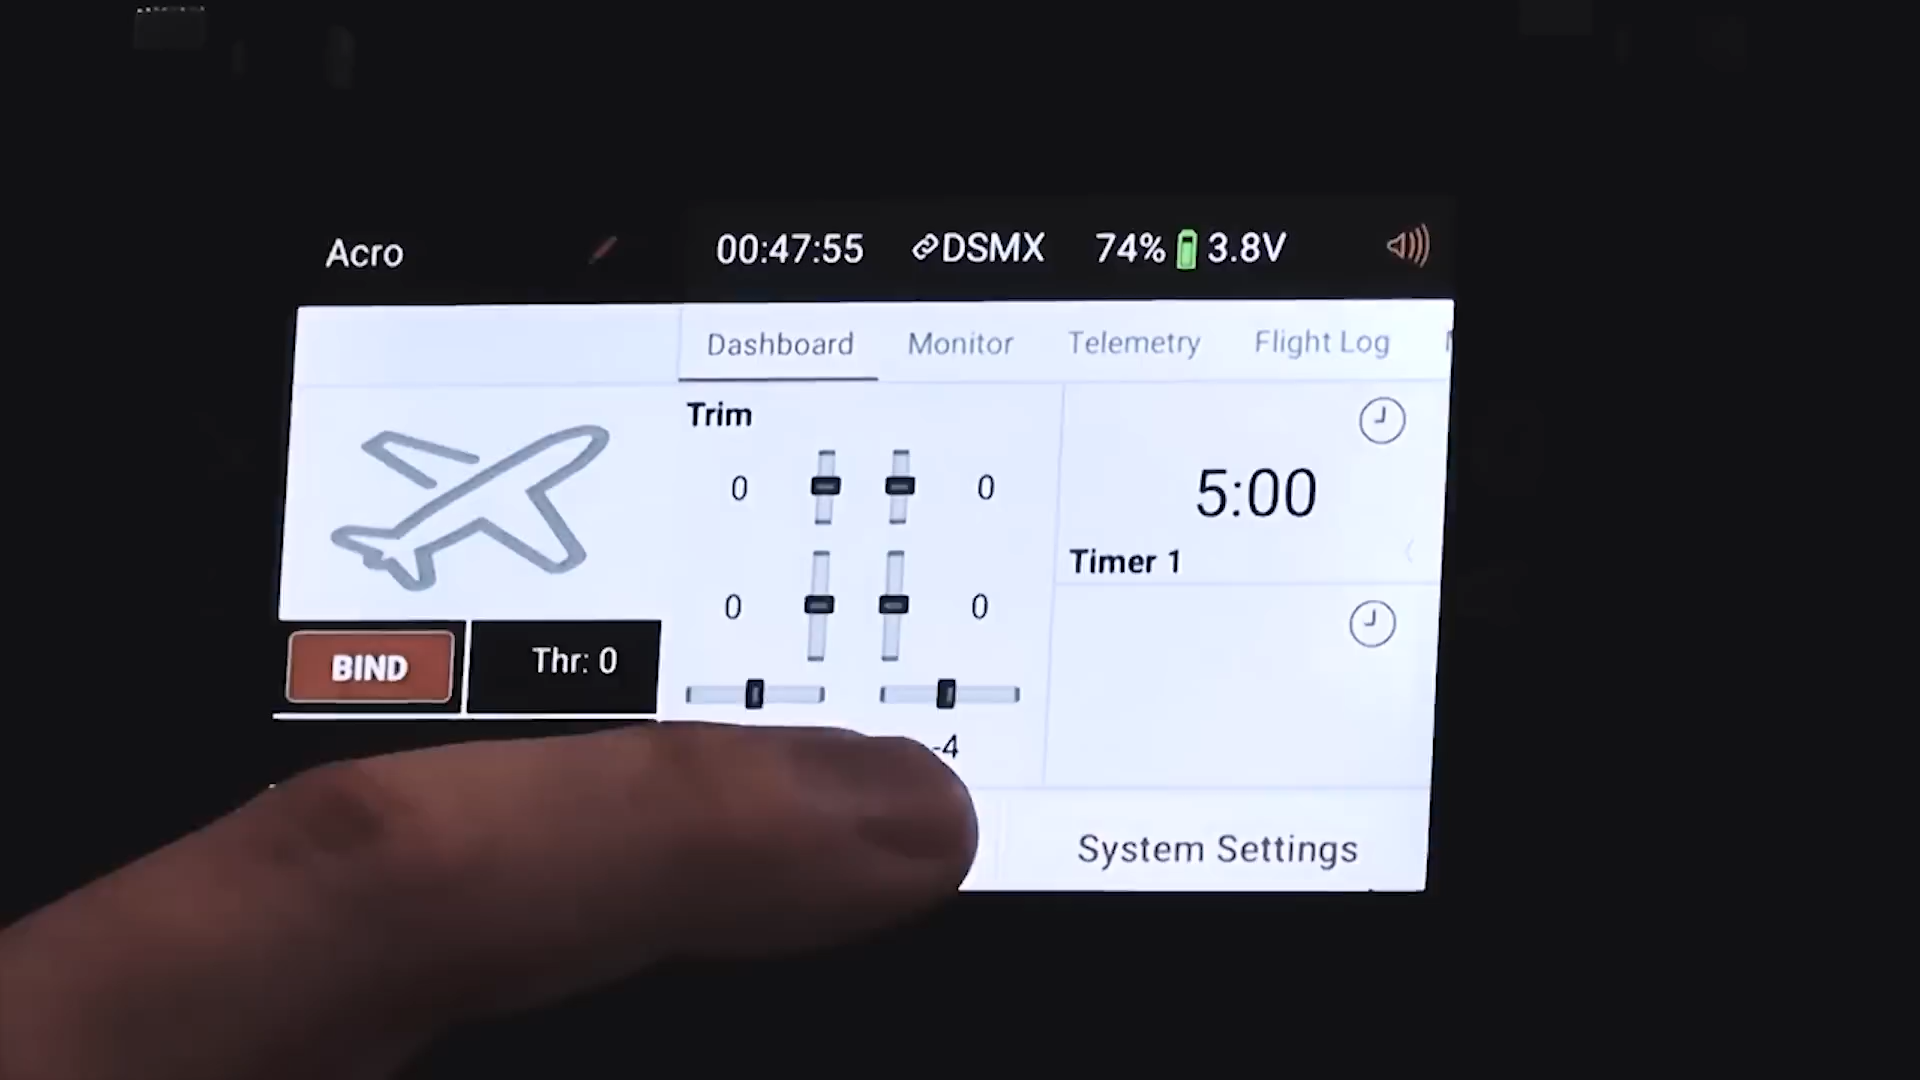 Acro
00:47:55 DSMX 74% 3.8V
Dashboard Monitor Telemetry Flight Log
Trim
0 0
5:00
Timer 1
0 0
BIND Thr: 0
-4
System Settings